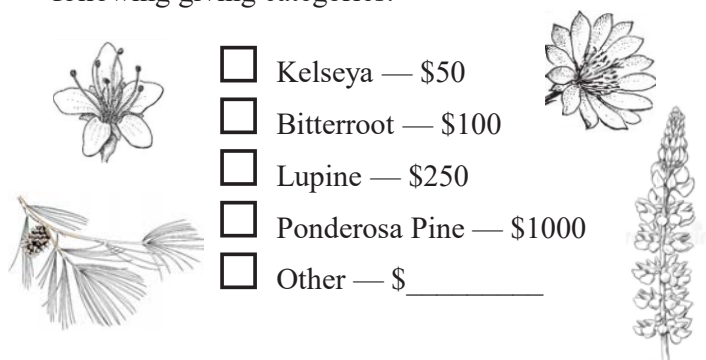 following giving categories:
☐ Kelseya — $50
☐ Bitterroot — $100
☐ Lupine — $250
☐ Ponderosa Pine — $1000
☐ Other — $_________